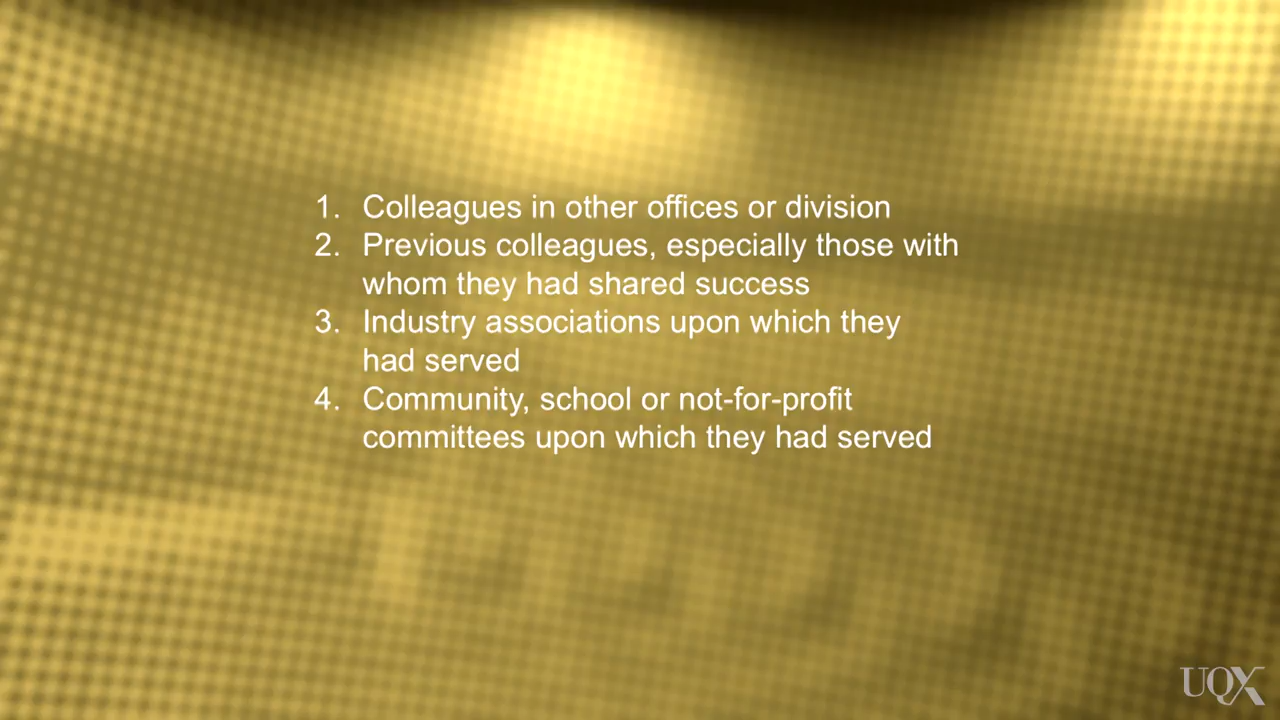 1. Colleagues in other offices or division
2. Previous colleagues, especially those with
whom they had shared success
3. Industry associations upon which they
had served
4. Community, school or not-for-profit
committees upon which they had served
UQX